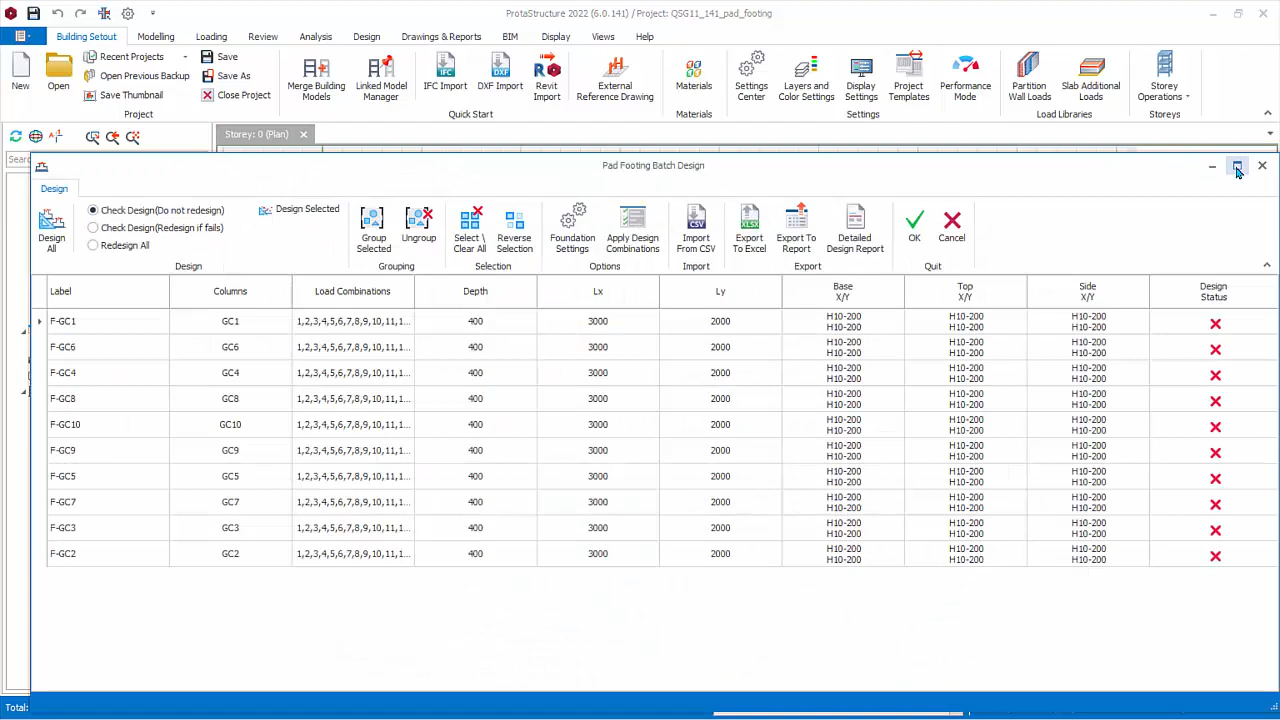 ProtaStructure 2022 (6.0.141) / Project: QSG11_141_pad_footing
Building Setout Modelling Loading Review Analysis Design Drawings & Reports BIM Display Views Help
New
Open
Recent Projects
Open Previous Backup
Save Thumbnail
Save
Save As
Close Project
Merge Building Models
Linked Model Manager
IFC Import
DXF Import
Revit Import
External Reference Drawing
Materials
Settings Center
Layers and Color Settings
Display Settings
Project Templates
Performance Mode
Partition Wall Loads
Slab Additional Loads
Storey Operations
Project Quick Start Materials Settings Load Libraries Storeys
Storey: 0 (Plan)
Sear
Pad Footing Batch Design
Design
Design All
Check Design(Do not redesign)
Check Design(Redesign if fails)
Redesign All
Design Selected
Group Selected
Ungroup
Select \ Clear All
Reverse Selection
Foundation Settings
Apply Design Combinations
Import From CSV
Export To Excel
Export To Report
Detailed Design Report
OK
Cancel
Design Grouping Selection Options Import Export Quit
Label Columns Load Combinations Depth Lx Ly Base X/Y Top X/Y Side X/Y Design Status
F-GC1 GC1 1,2,3,4,5,6,7,8,9,10,11,1... 400 3000 2000 H10-200 H10-200 H10-200
H10-200 H10-200 H10-200
F-GC6 GC6 1,2,3,4,5,6,7,8,9,10,11,1... 400 3000 2000 H10-200 H10-200 H10-200
H10-200 H10-200 H10-200
F-GC4 GC4 1,2,3,4,5,6,7,8,9,10,11,1... 400 3000 2000 H10-200 H10-200 H10-200
H10-200 H10-200 H10-200
F-GC8 GC8 1,2,3,4,5,6,7,8,9,10,11,1... 400 3000 2000 H10-200 H10-200 H10-200
H10-200 H10-200 H10-200
F-GC10 GC10 1,2,3,4,5,6,7,8,9,10,11,1... 400 3000 2000 H10-200 H10-200 H10-200
H10-200 H10-200 H10-200
F-GC9 GC9 1,2,3,4,5,6,7,8,9,10,11,1... 400 3000 2000 H10-200 H10-200 H10-200
H10-200 H10-200 H10-200
F-GC5 GC5 1,2,3,4,5,6,7,8,9,10,11,1... 400 3000 2000 H10-200 H10-200 H10-200
H10-200 H10-200 H10-200
F-GC7 GC7 1,2,3,4,5,6,7,8,9,10,11,1... 400 3000 2000 H10-200 H10-200 H10-200
H10-200 H10-200 H10-200
F-GC3 GC3 1,2,3,4,5,6,7,8,9,10,11,1... 400 3000 2000 H10-200 H10-200 H10-200
H10-200 H10-200 H10-200
F-GC2 GC2 1,2,3,4,5,6,7,8,9,10,11,1... 400 3000 2000 H10-200 H10-200 H10-200
H10-200 H10-200 H10-200
Total: